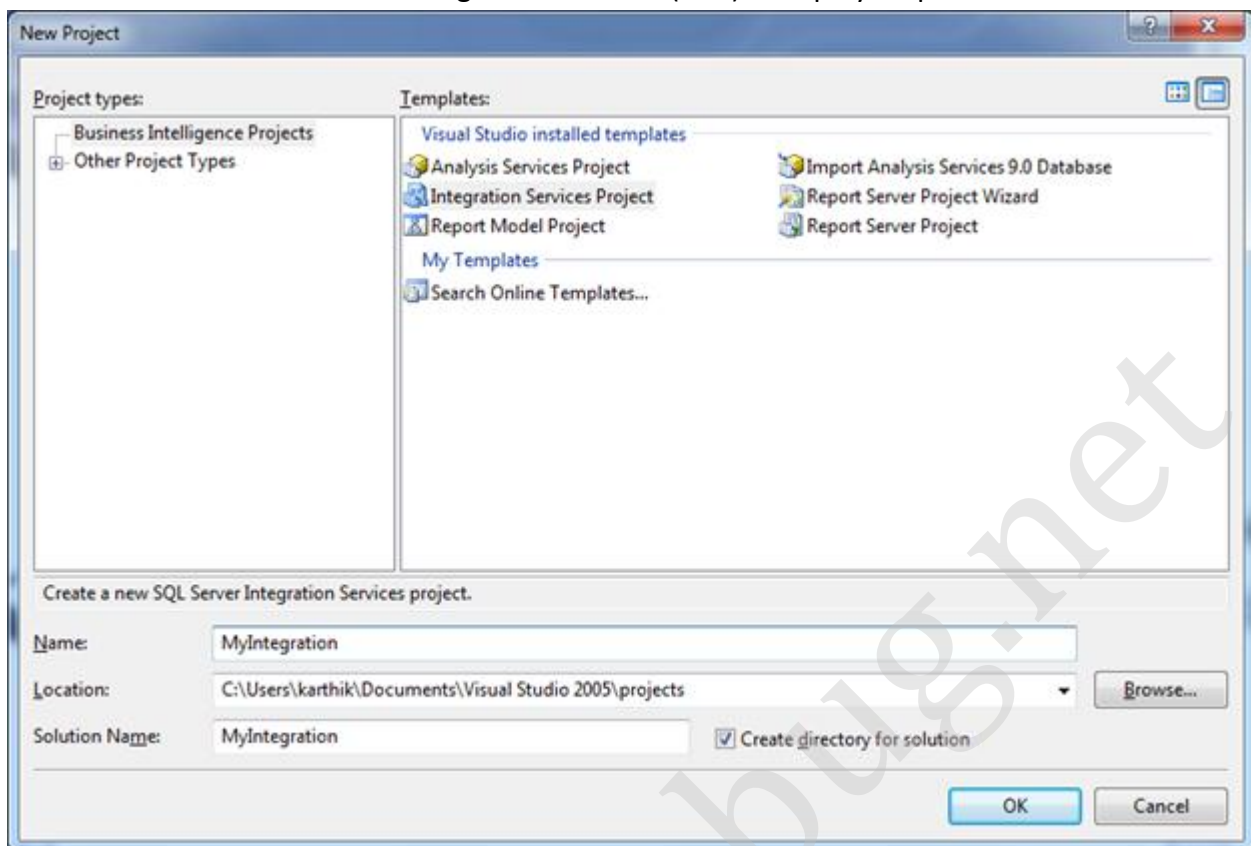 New Project
Project types:
Templates:
Business Intelligence Projects
Other Project Types
Visual Studio installed templates
Analysis Services Project
Import Analysis Services 9.0 Database
Integration Services Project
Report Server Project Wizard
Report Model Project
Report Server Project
My Templates
Search Online Templates...
Create a new SQL Server Integration Services project.
Name:
MyIntegration
Location:
C:\Users\karthik\Documents\Visual Studio 2005\projects
Browse...
Solution Name:
MyIntegration
Create directory for solution
OK
Cancel
bug.net